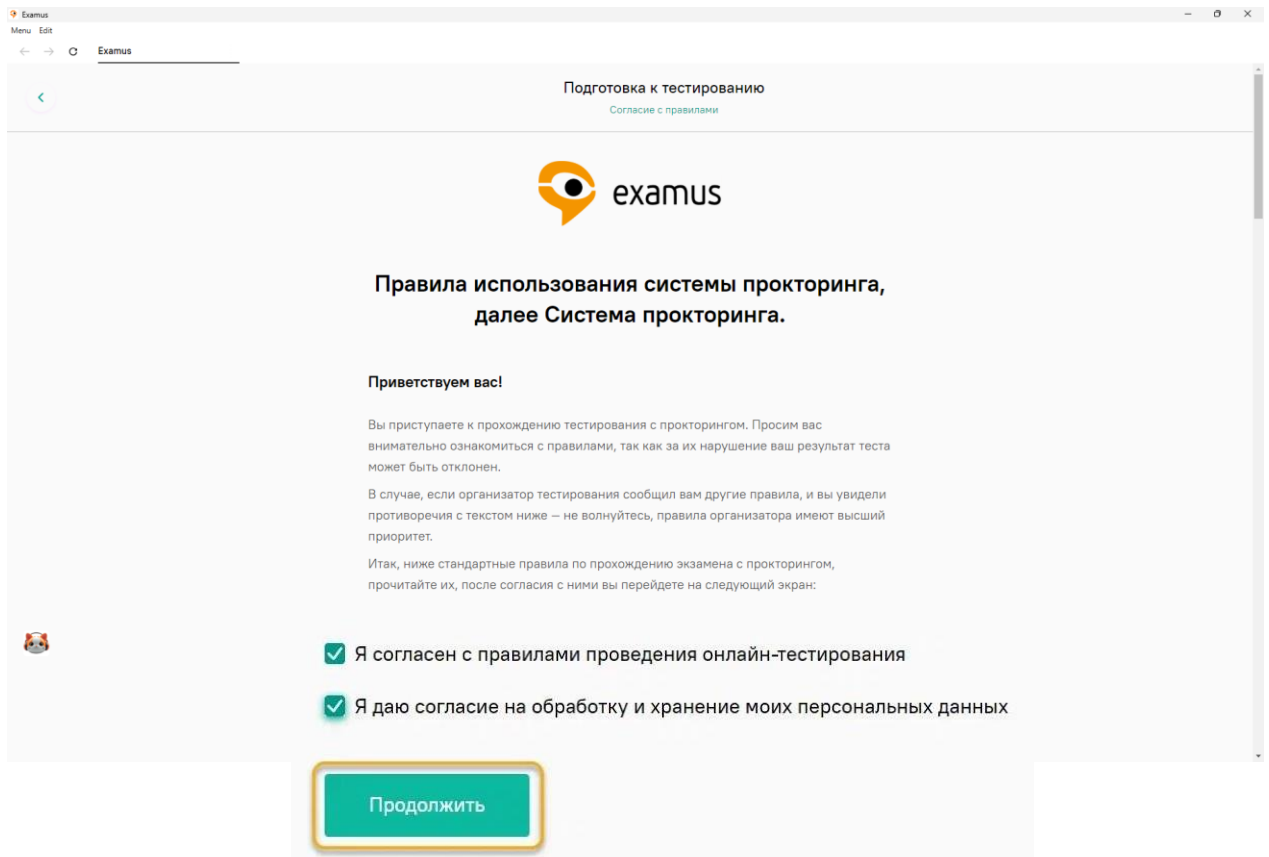 Examus
Menu Edit
Examus
Подготовка к тестированию
Согласие с правилами
examus
Правила использования системы прокторинга,
далее Система прокторинга.
Приветствуем вас!
Вы приступаете к прохождению тестирования с прокторингом. Просим вас
внимательно ознакомиться с правилами, так как за их нарушение ваш результат теста
может быть отклонен.
В случае, если организатор тестирования сообщил вам другие правила, и вы увидели
противоречия с текстом ниже – не волнуйтесь, правила организатора имеют высший
приоритет.
Итак, ниже стандартные правила по прохождению экзамена с прокторингом,
прочитайте их, после согласия с ними вы перейдете на следующий экран:
Я согласен с правилами проведения онлайн-тестирования
Я даю согласие на обработку и хранение моих персональных данных
Продолжить